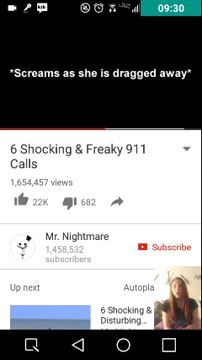 09:30
*Screams as she is dragged away*
6 Shocking & Freaky 911
Calls
1,654,457 views
22K
682
Mr. Nightmare
1,458,532
subscribers
Subscribe
Up next
Autopla
6 Shocking &
Disturbing...